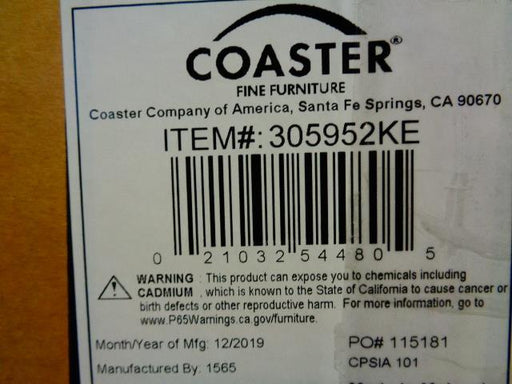 COASTER®
FINE FURNITURE
Coaster Company of America, Santa Fe Springs, CA 90670
ITEM#: 305952KE
0 21032 54480 5
WARNING : This product can expose you to chemicals including
CADMIUM , which is known to the State of California to cause cancer or
birth defects or other reproductive harm. For more information, go to
www.P65Warnings.ca.gov/furniture.
Month/Year of Mfg: 12/2019
PO# 115181
Manufactured By: 1565
CPSIA 101